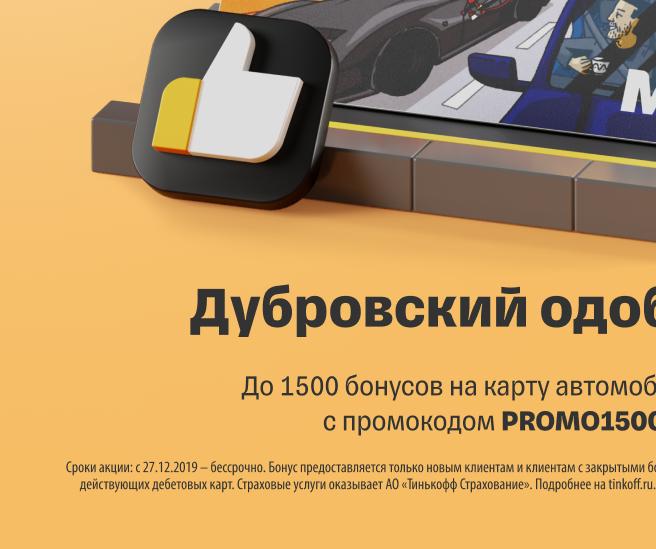 М
Дубровский одоб
До 1500 бонусов на карту автомоб
с промокодом PROMO1500
Сроки акции: с 27.12.2019 – бессрочно. Бонус предоставляется только новым клиентам и клиентам с закрытыми бо
действующих дебетовых карт. Страховые услуги оказывает АО «Тинькофф Страхование». Подробнее на tinkoff.ru.